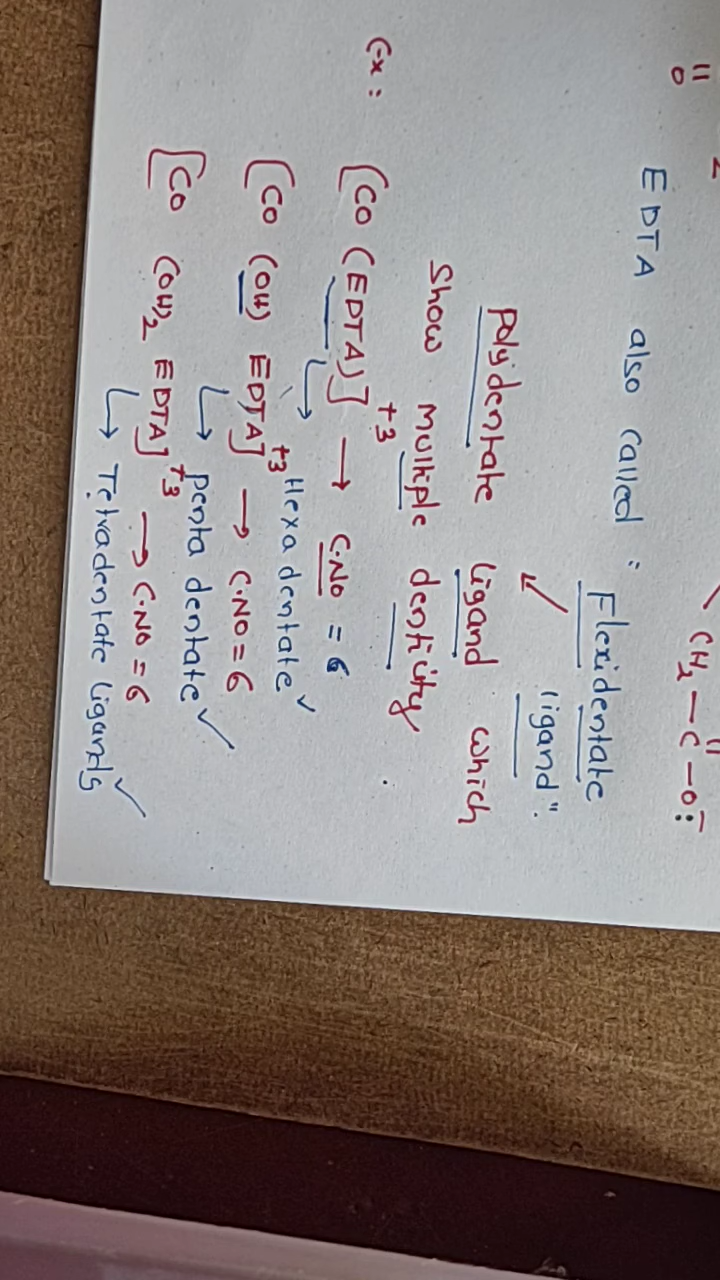 O
CH₂ — C — O⁻:
EDTA also called "Flexidentate
ligand".
Polydentate ligand which
Show multiple denticity.
Ex:
[Co (EDTA)]⁺³ → C.NO = 6
↳ Hexa dentate ✓
[Co (OH) EDTA]⁺³ → C.NO = 6
↳ penta dentate ✓
[Co (OH)₂ EDTA]⁺³ → C.NO = 6
↳ Tetradentate ligands ✓